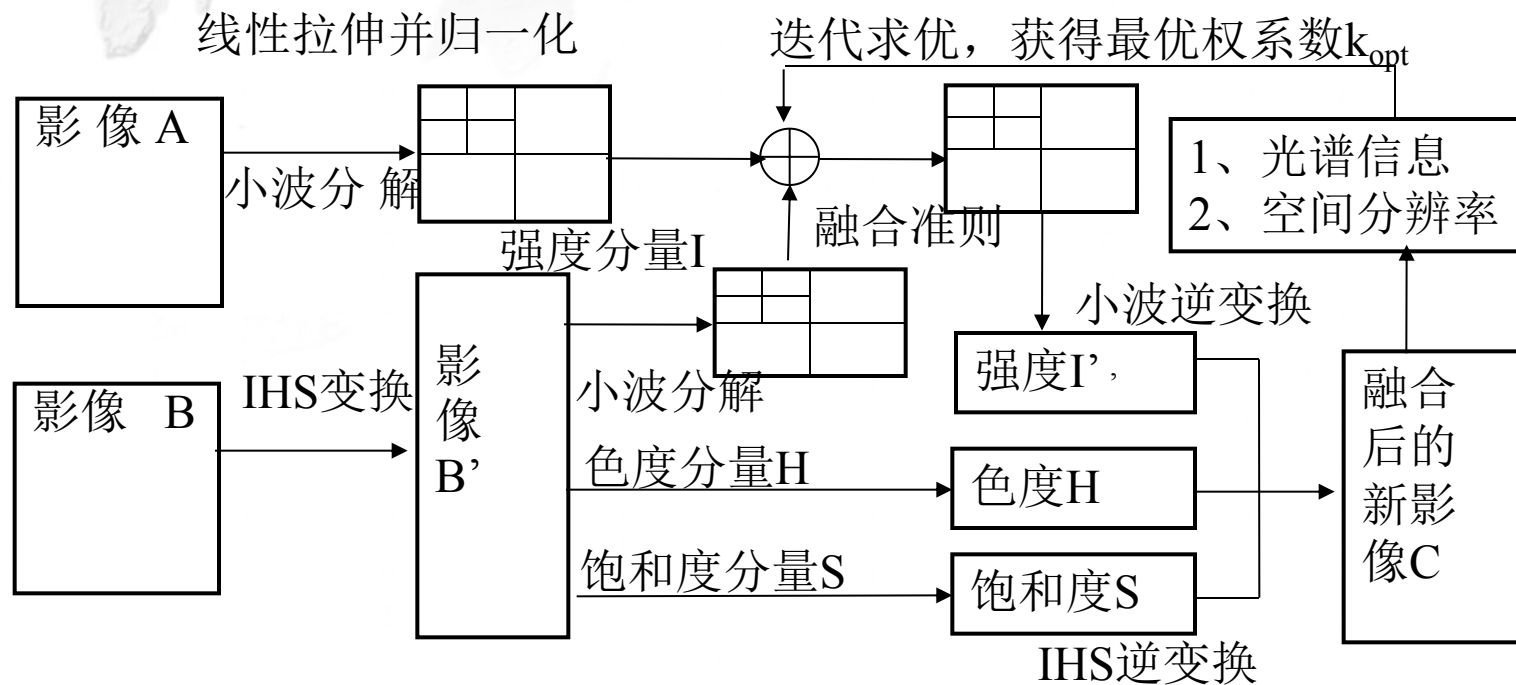 线性拉伸并归一化
迭代求优，获得最优权系数kopt
影 像 A
小波分 解
强度分量I
融合准则
1、光谱信息
2、空间分辨率
小波逆变换
影像 B
IHS变换
影
像
B’
小波分解
强度I’,
色度分量H
色度H
饱和度分量S
饱和度S
融合
后的
新影
像C
IHS逆变换